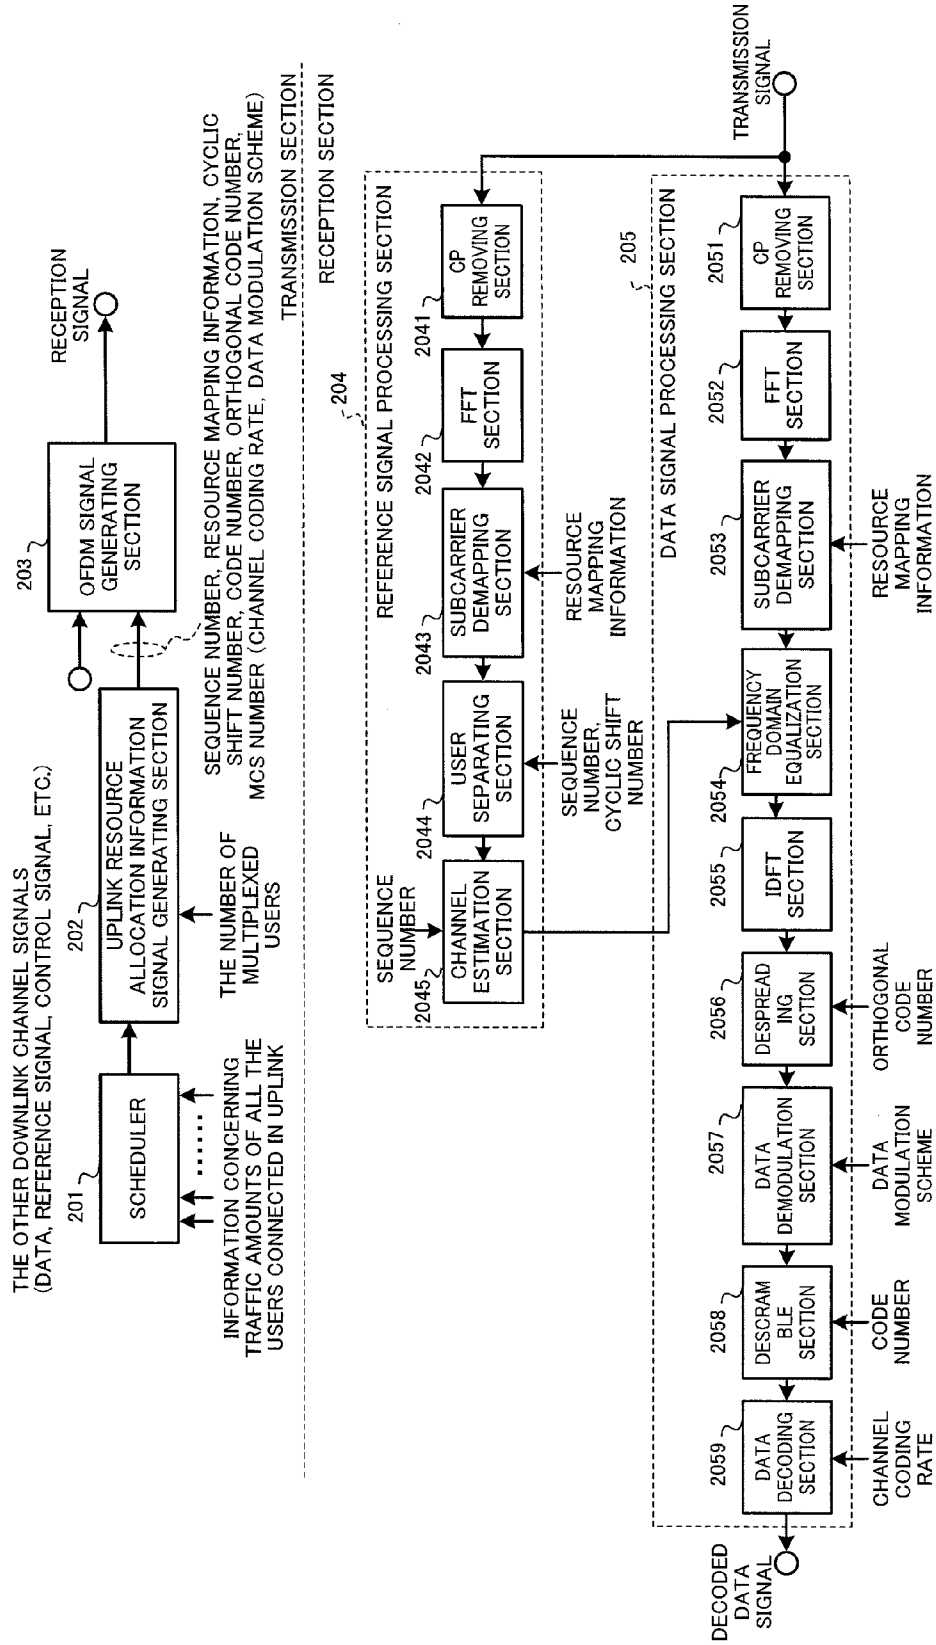 THE OTHER DOWNLINK CHANNEL SIGNALS
(DATA, REFERENCE SIGNAL, CONTROL SIGNAL, ETC.)
201
SCHEDULER
INFORMATION CONCERNING
TRAFFIC AMOUNTS OF ALL THE
USERS CONNECTED IN UPLINK
202
UPLINK RESOURCE
ALLOCATION INFORMATION
SIGNAL GENERATING SECTION
THE NUMBER OF
MULTIPLEXED
USERS
203
OFDM SIGNAL
GENERATING
SECTION
RECEPTION
SIGNAL
SEQUENCE NUMBER, RESOURCE MAPPING INFORMATION, CYCLIC
SHIFT NUMBER, CODE NUMBER, ORTHOGONAL CODE NUMBER,
MCS NUMBER (CHANNEL CODING RATE, DATA MODULATION SCHEME)
TRANSMISSION SECTION
RECEPTION SECTION
204
REFERENCE SIGNAL PROCESSING SECTION
SEQUENCE
NUMBER
2045
CHANNEL
ESTIMATION
SECTION
2044
USER
SEPARATING
SECTION
SEQUENCE
NUMBER,
CYCLIC SHIFT
NUMBER
2043
SUBCARRIER
DEMAPPING
SECTION
RESOURCE
MAPPING
INFORMATION
2042
FFT
SECTION
2041
CP
REMOVING
SECTION
TRANSMISSION
SIGNAL
205
DATA SIGNAL PROCESSING SECTION
DECODED
DATA
SIGNAL
2059
DATA
DECODING
SECTION
CHANNEL
CODING
RATE
2058
DESCRAM
BLE
SECTION
CODE
NUMBER
2057
DATA
DEMODULATION
SECTION
DATA
MODULATION
SCHEME
2056
DESPREAD
ING
SECTION
ORTHOGONAL
CODE
NUMBER
2055
IDFT
SECTION
2054
FREQUENCY
DOMAIN
EQUALIZATION
SECTION
2053
SUBCARRIER
DEMAPPING
SECTION
RESOURCE
MAPPING
INFORMATION
2052
FFT
SECTION
2051
CP
REMOVING
SECTION